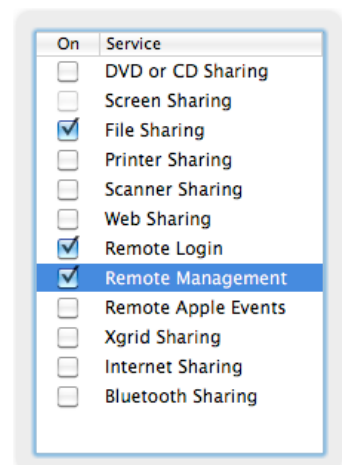 On Service
DVD or CD Sharing
Screen Sharing
File Sharing
Printer Sharing
Scanner Sharing
Web Sharing
Remote Login
Remote Management
Remote Apple Events
Xgrid Sharing
Internet Sharing
Bluetooth Sharing